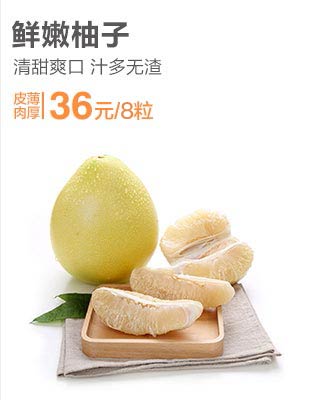 鲜嫩柚子
清甜爽口 汁多无渣
皮薄
肉厚
36元/8粒